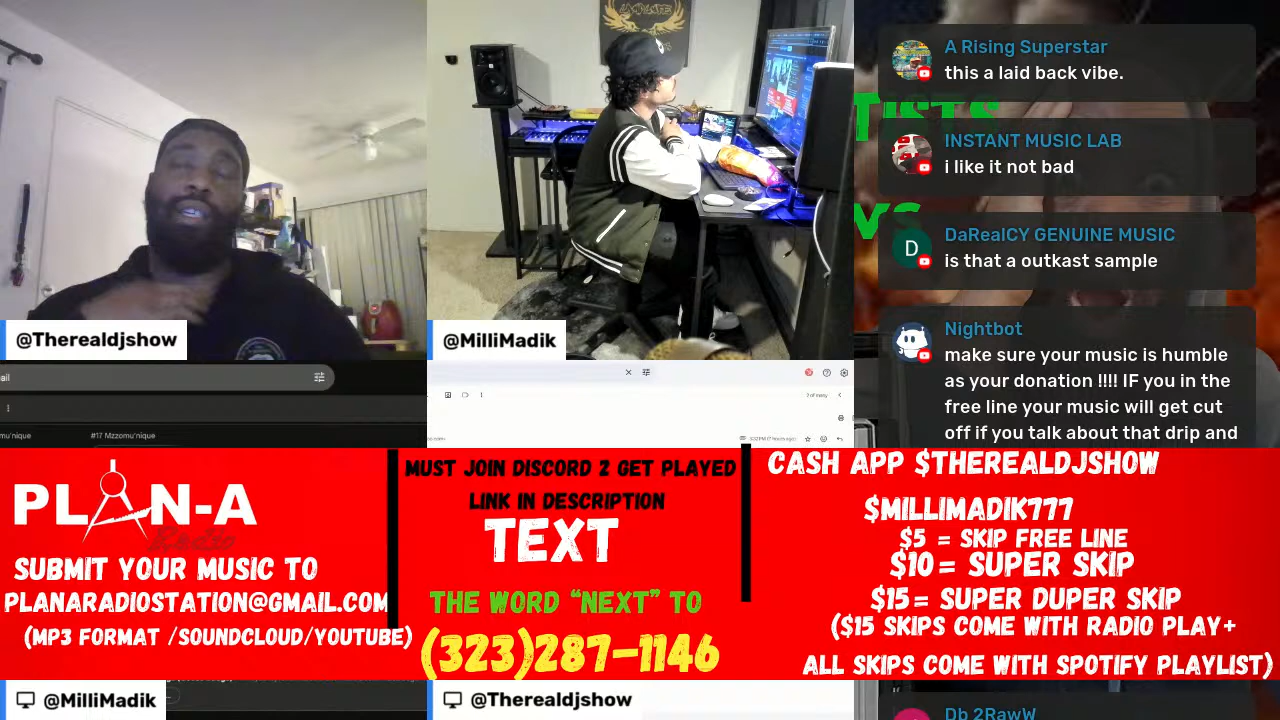 @Therealdjshow
@MilliMadik
A Rising Superstar
this a laid back vibe.
INSTANT MUSIC LAB
i like it not bad
D
DaRealCY GENUINE MUSIC
is that a outkast sample
Nightbot
make sure your music is humble
as your donation !!!! IF you in the
free line your music will get cut
off if you talk about that drip and
#17 Mzzomu'nique
PLAN-A
Radio
SUBMIT YOUR MUSIC TO
PLANARADIOSTATION@GMAIL.COM
(MP3 FORMAT /SOUNDCLOUD/YOUTUBE)
MUST JOIN DISCORD 2 GET PLAYED
LINK IN DESCRIPTION
TEXT
THE WORD “NEXT” TO
(323)287-1146
CASH APP $THEREALDJSHOW
$MILLIMADIK777
$5 = SKIP FREE LINE
$10 = SUPER SKIP
$15= SUPER DUPER SKIP
($15 SKIPS COME WITH RADIO PLAY+
ALL SKIPS COME WITH SPOTIFY PLAYLIST)
@MilliMadik
@Therealdjshow
Db 2RawW